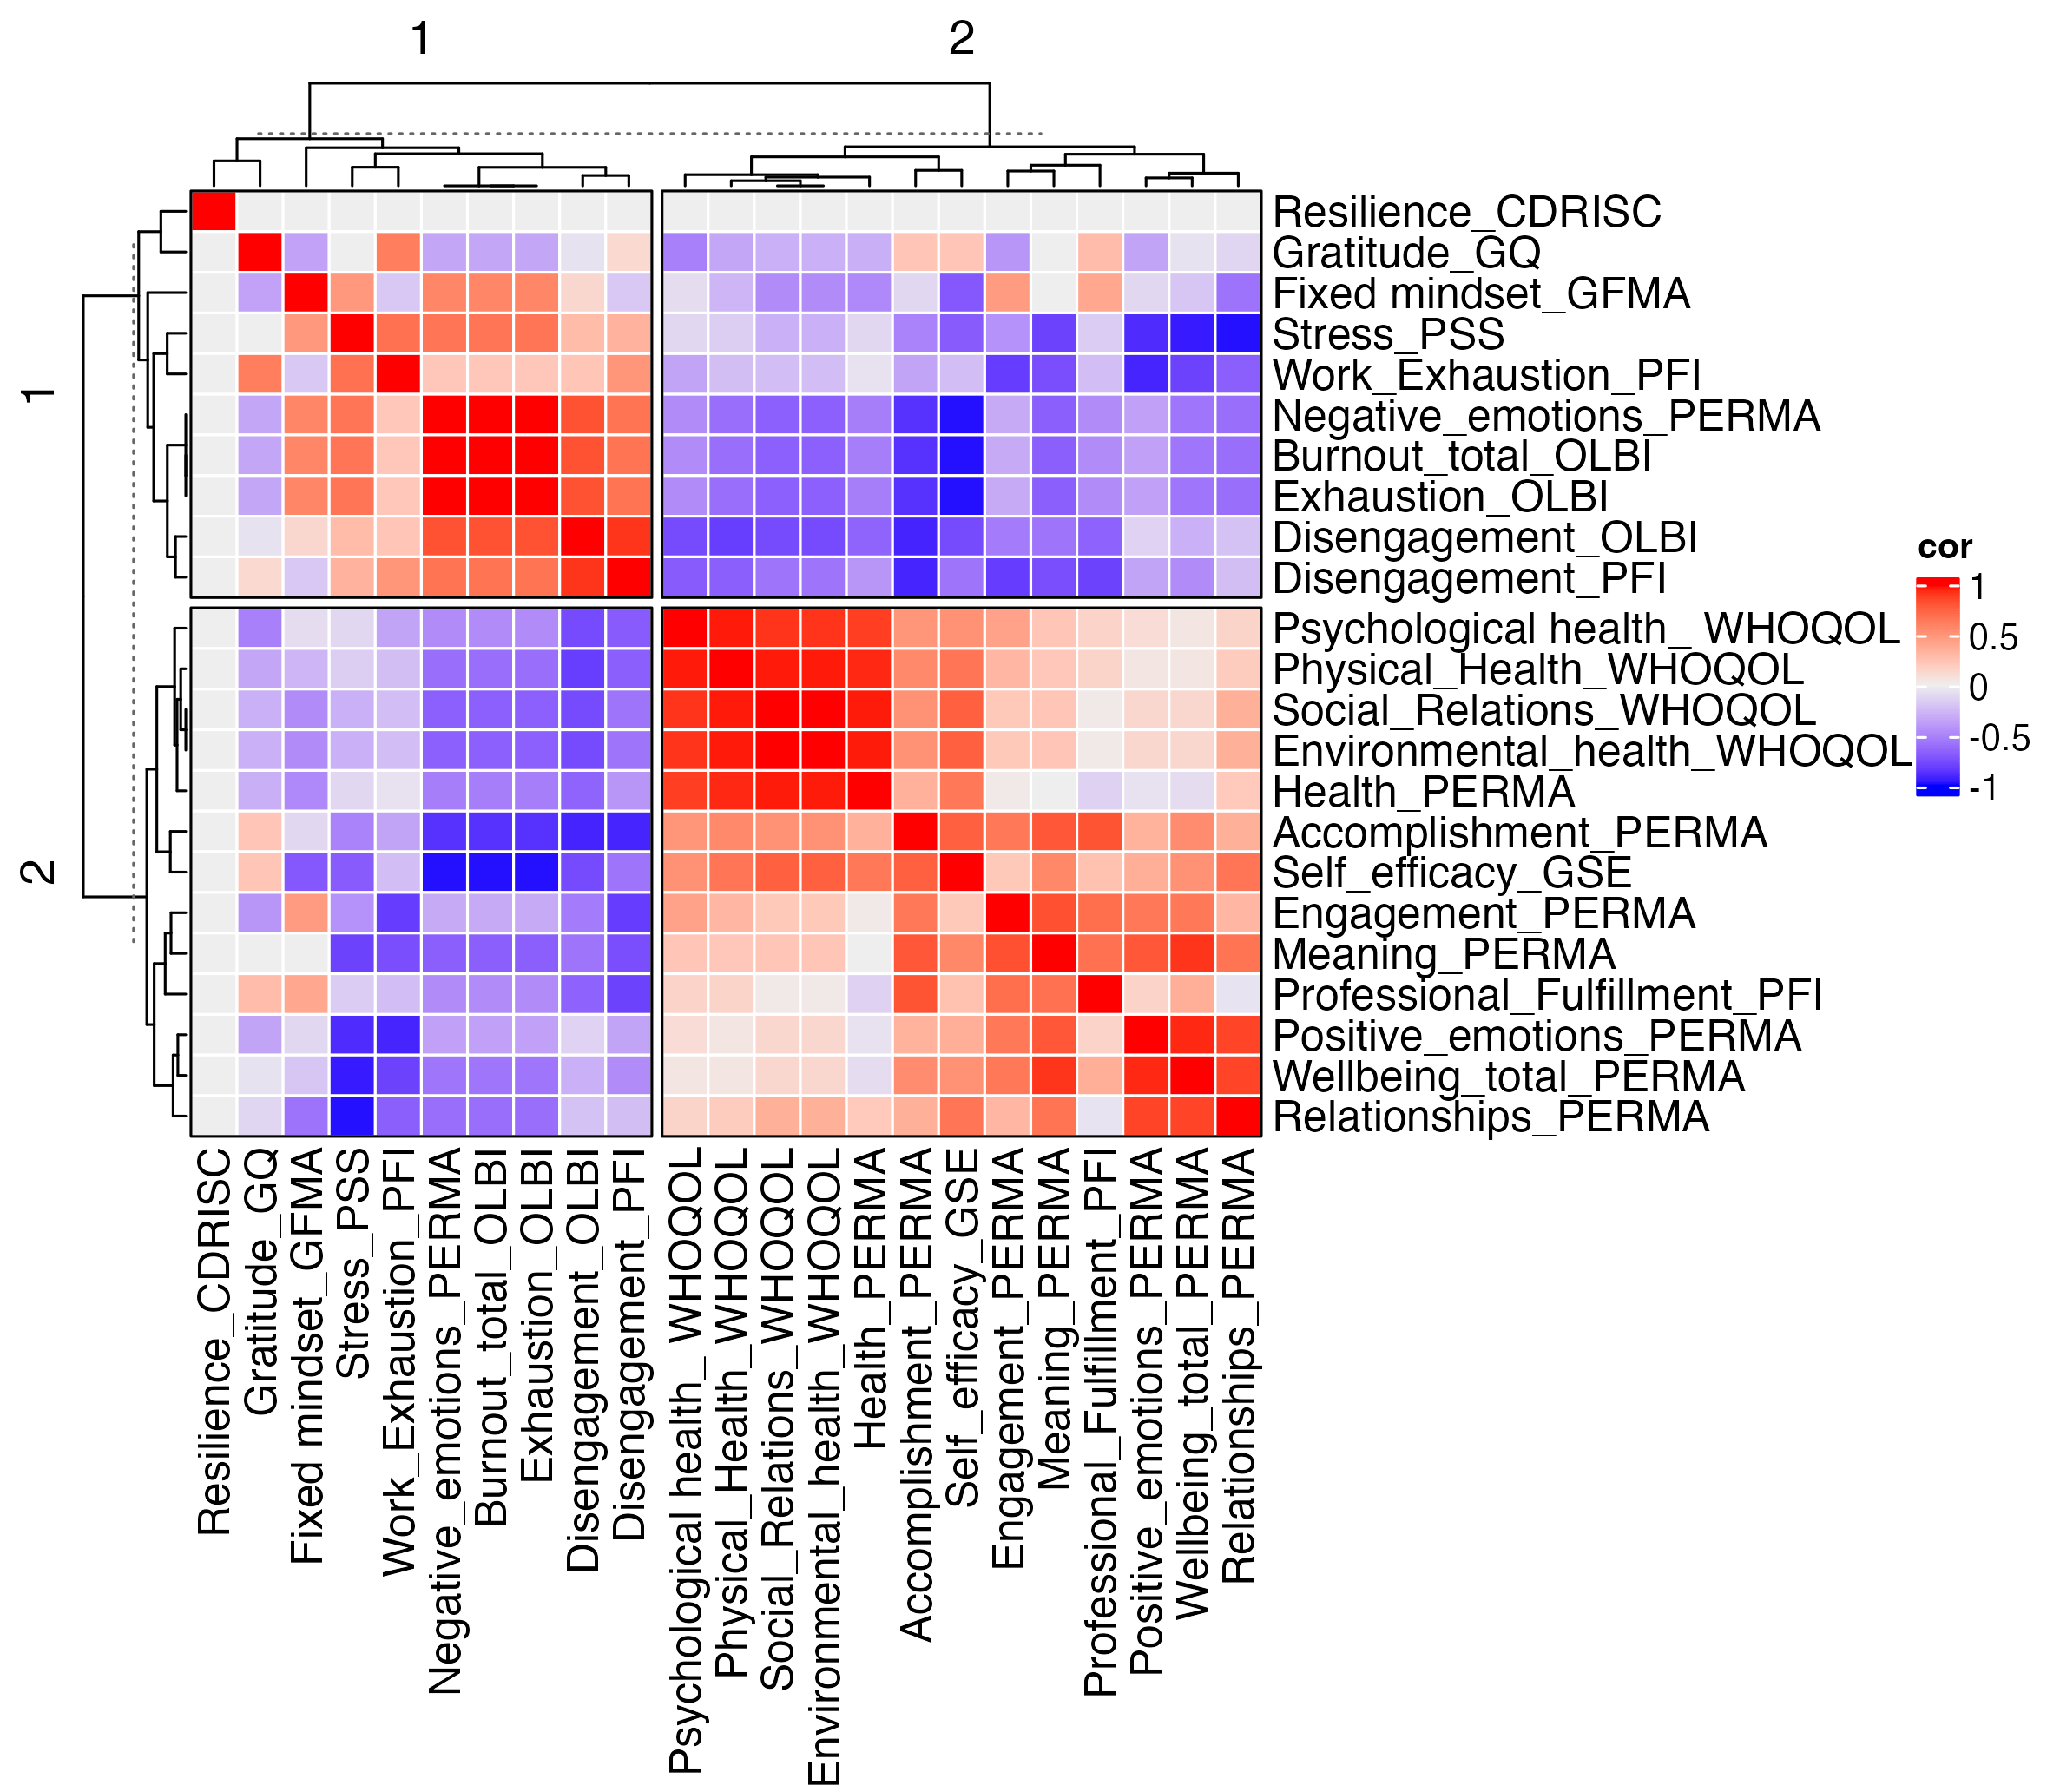 1
2
1
2
Resilience_CDRISC
Gratitude_GQ
Fixed mindset_GFMA
Stress_PSS
Work_Exhaustion_PFI
Negative_emotions_PERMA
Burnout_total_OLBI
Exhaustion_OLBI
Disengagement_OLBI
Disengagement_PFI
Psychological health_ WHOQOL
Physical_Health_WHOQOL
Social_Relations_WHOQOL
Environmental_health_WHOQOL
Health_PERMA
Accomplishment_PERMA
Self_efficacy_GSE
Engagement_PERMA
Meaning_PERMA
Professional_Fulfillment_PFI
Positive_emotions_PERMA
Wellbeing_total_PERMA
Relationships_PERMA
cor
1
0.5
0
-0.5
-1
Resilience_CDRISC
Gratitude_GQ
Fixed mindset_GFMA
Stress_PSS
Work_Exhaustion_PFI
Negative_emotions_PERMA
Burnout_total_OLBI
Exhaustion_OLBI
Disengagement_OLBI
Disengagement_PFI
Psychological health_ WHOQOL
Physical_Health_WHOQOL
Social_Relations_WHOQOL
Environmental_health_WHOQOL
Health_PERMA
Accomplishment_PERMA
Self_efficacy_GSE
Engagement_PERMA
Meaning_PERMA
Professional_Fulfillment_PFI
Positive_emotions_PERMA
Wellbeing_total_PERMA
Relationships_PERMA